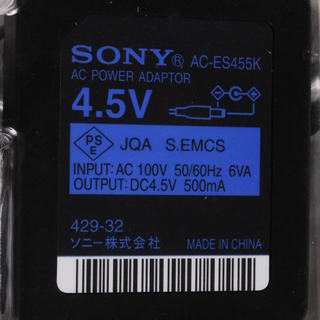 SONY® AC-ES455K
AC POWER ADAPTOR
4.5V
PS
E
JQA S.EMCS
INPUT: AC 100V 50/60Hz 6VA
OUTPUT: DC4.5V 500mA
429-32
ソニー株式会社 MADE IN CHINA